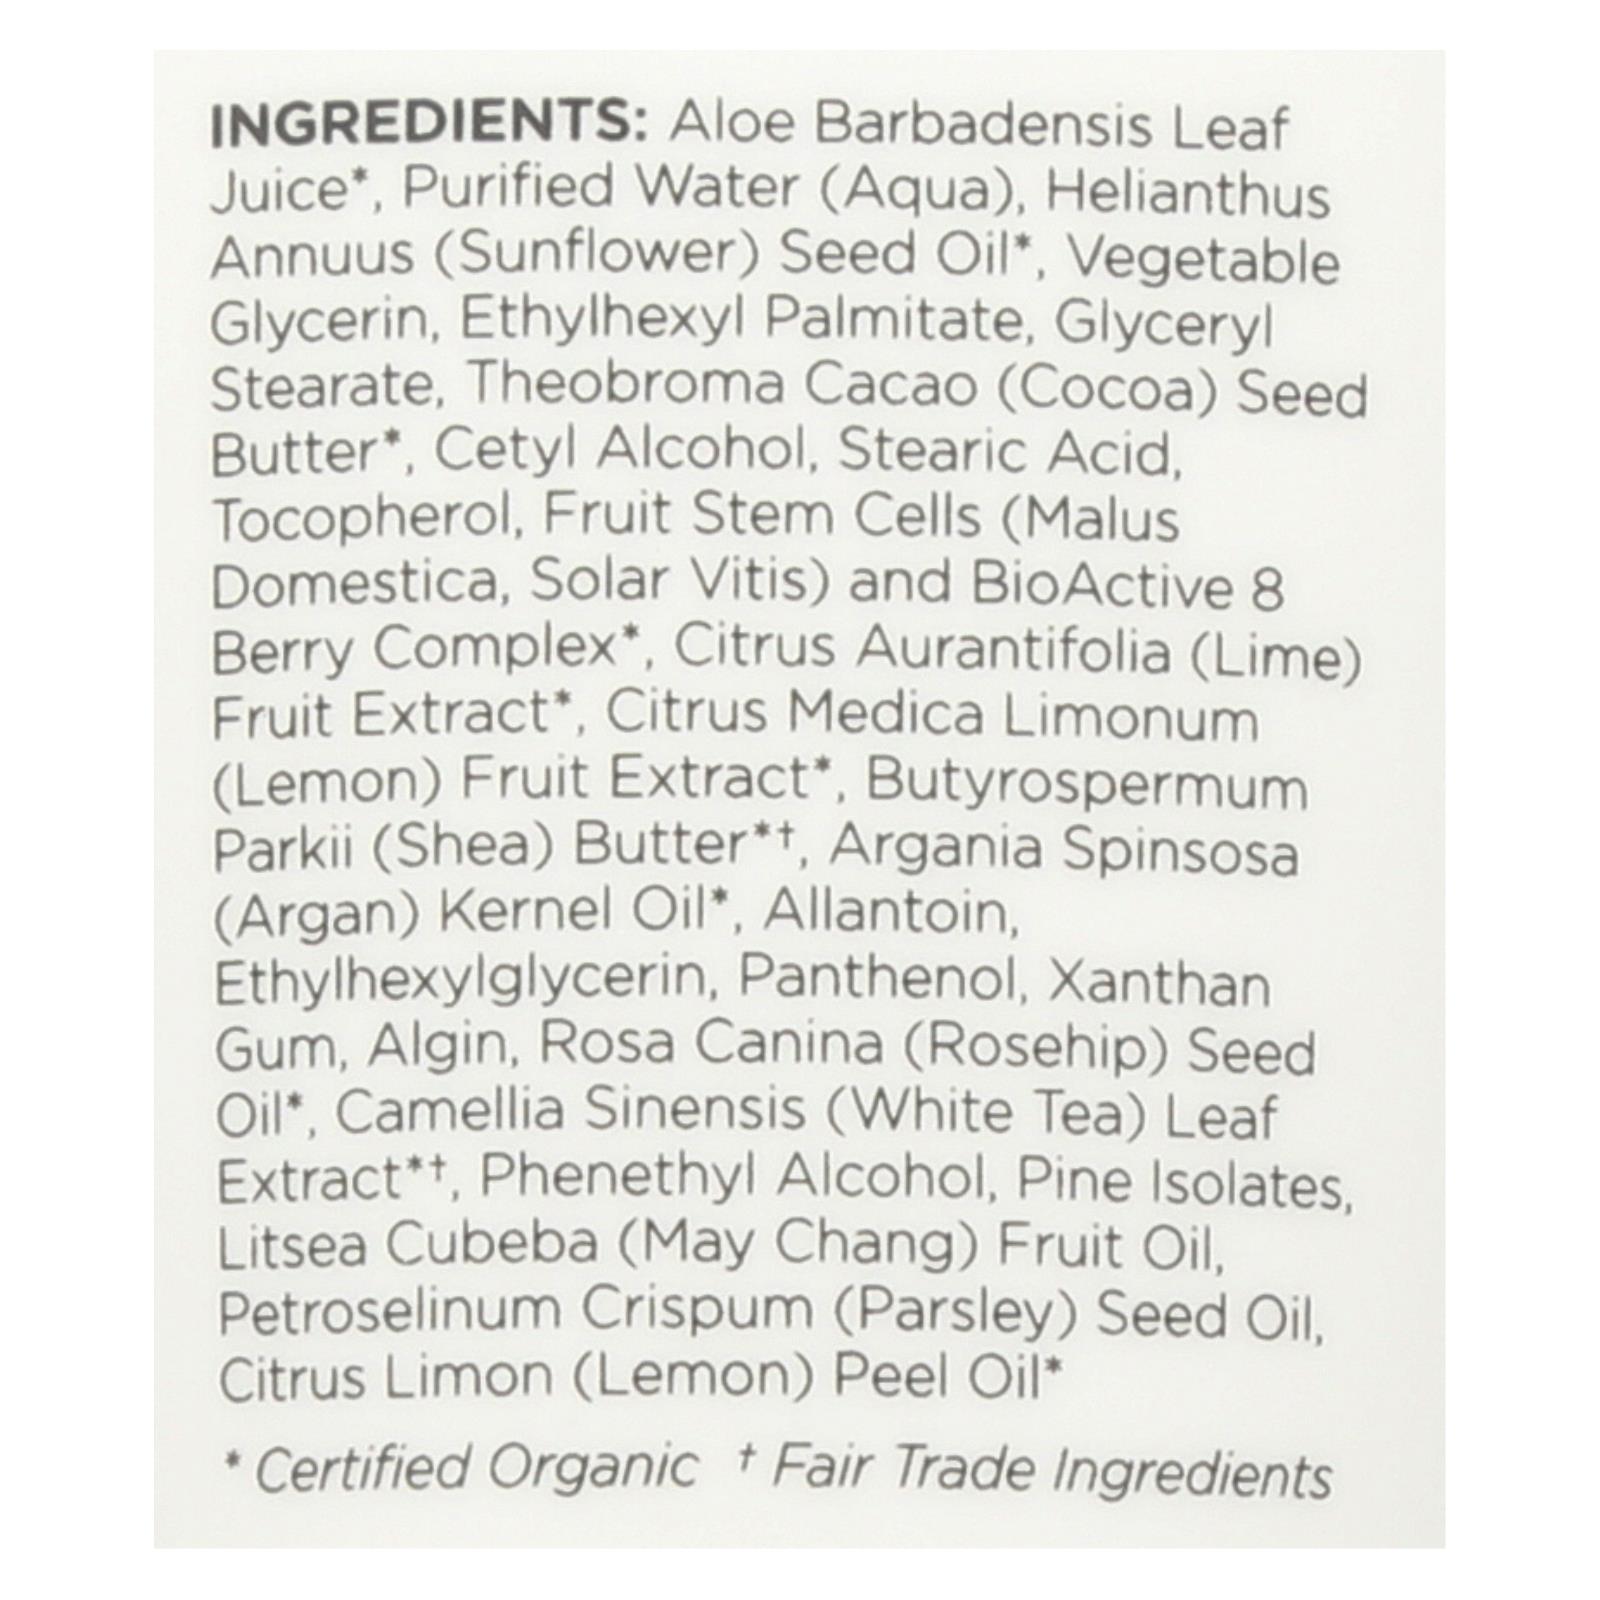 INGREDIENTS: Aloe Barbadensis Leaf
Juice*, Purified Water (Aqua), Helianthus
Annuus (Sunflower) Seed Oil*, Vegetable
Glycerin, Ethylhexyl Palmitate, Glyceryl
Stearate, Theobroma Cacao (Cocoa) Seed
Butter*, Cetyl Alcohol, Stearic Acid,
Tocopherol, Fruit Stem Cells (Malus
Domestica, Solar Vitis) and BioActive 8
Berry Complex*, Citrus Aurantifolia (Lime)
Fruit Extract*, Citrus Medica Limonum
(Lemon) Fruit Extract*, Butyrospermum
Parkii (Shea) Butter*†, Argania Spinsosa
(Argan) Kernel Oil*, Allantoin,
Ethylhexylglycerin, Panthenol, Xanthan
Gum, Algin, Rosa Canina (Rosehip) Seed
Oil*, Camellia Sinensis (White Tea) Leaf
Extract*†, Phenethyl Alcohol, Pine Isolates,
Litsea Cubeba (May Chang) Fruit Oil,
Petroselinum Crispum (Parsley) Seed Oil,
Citrus Limon (Lemon) Peel Oil*
* Certified Organic † Fair Trade Ingredients